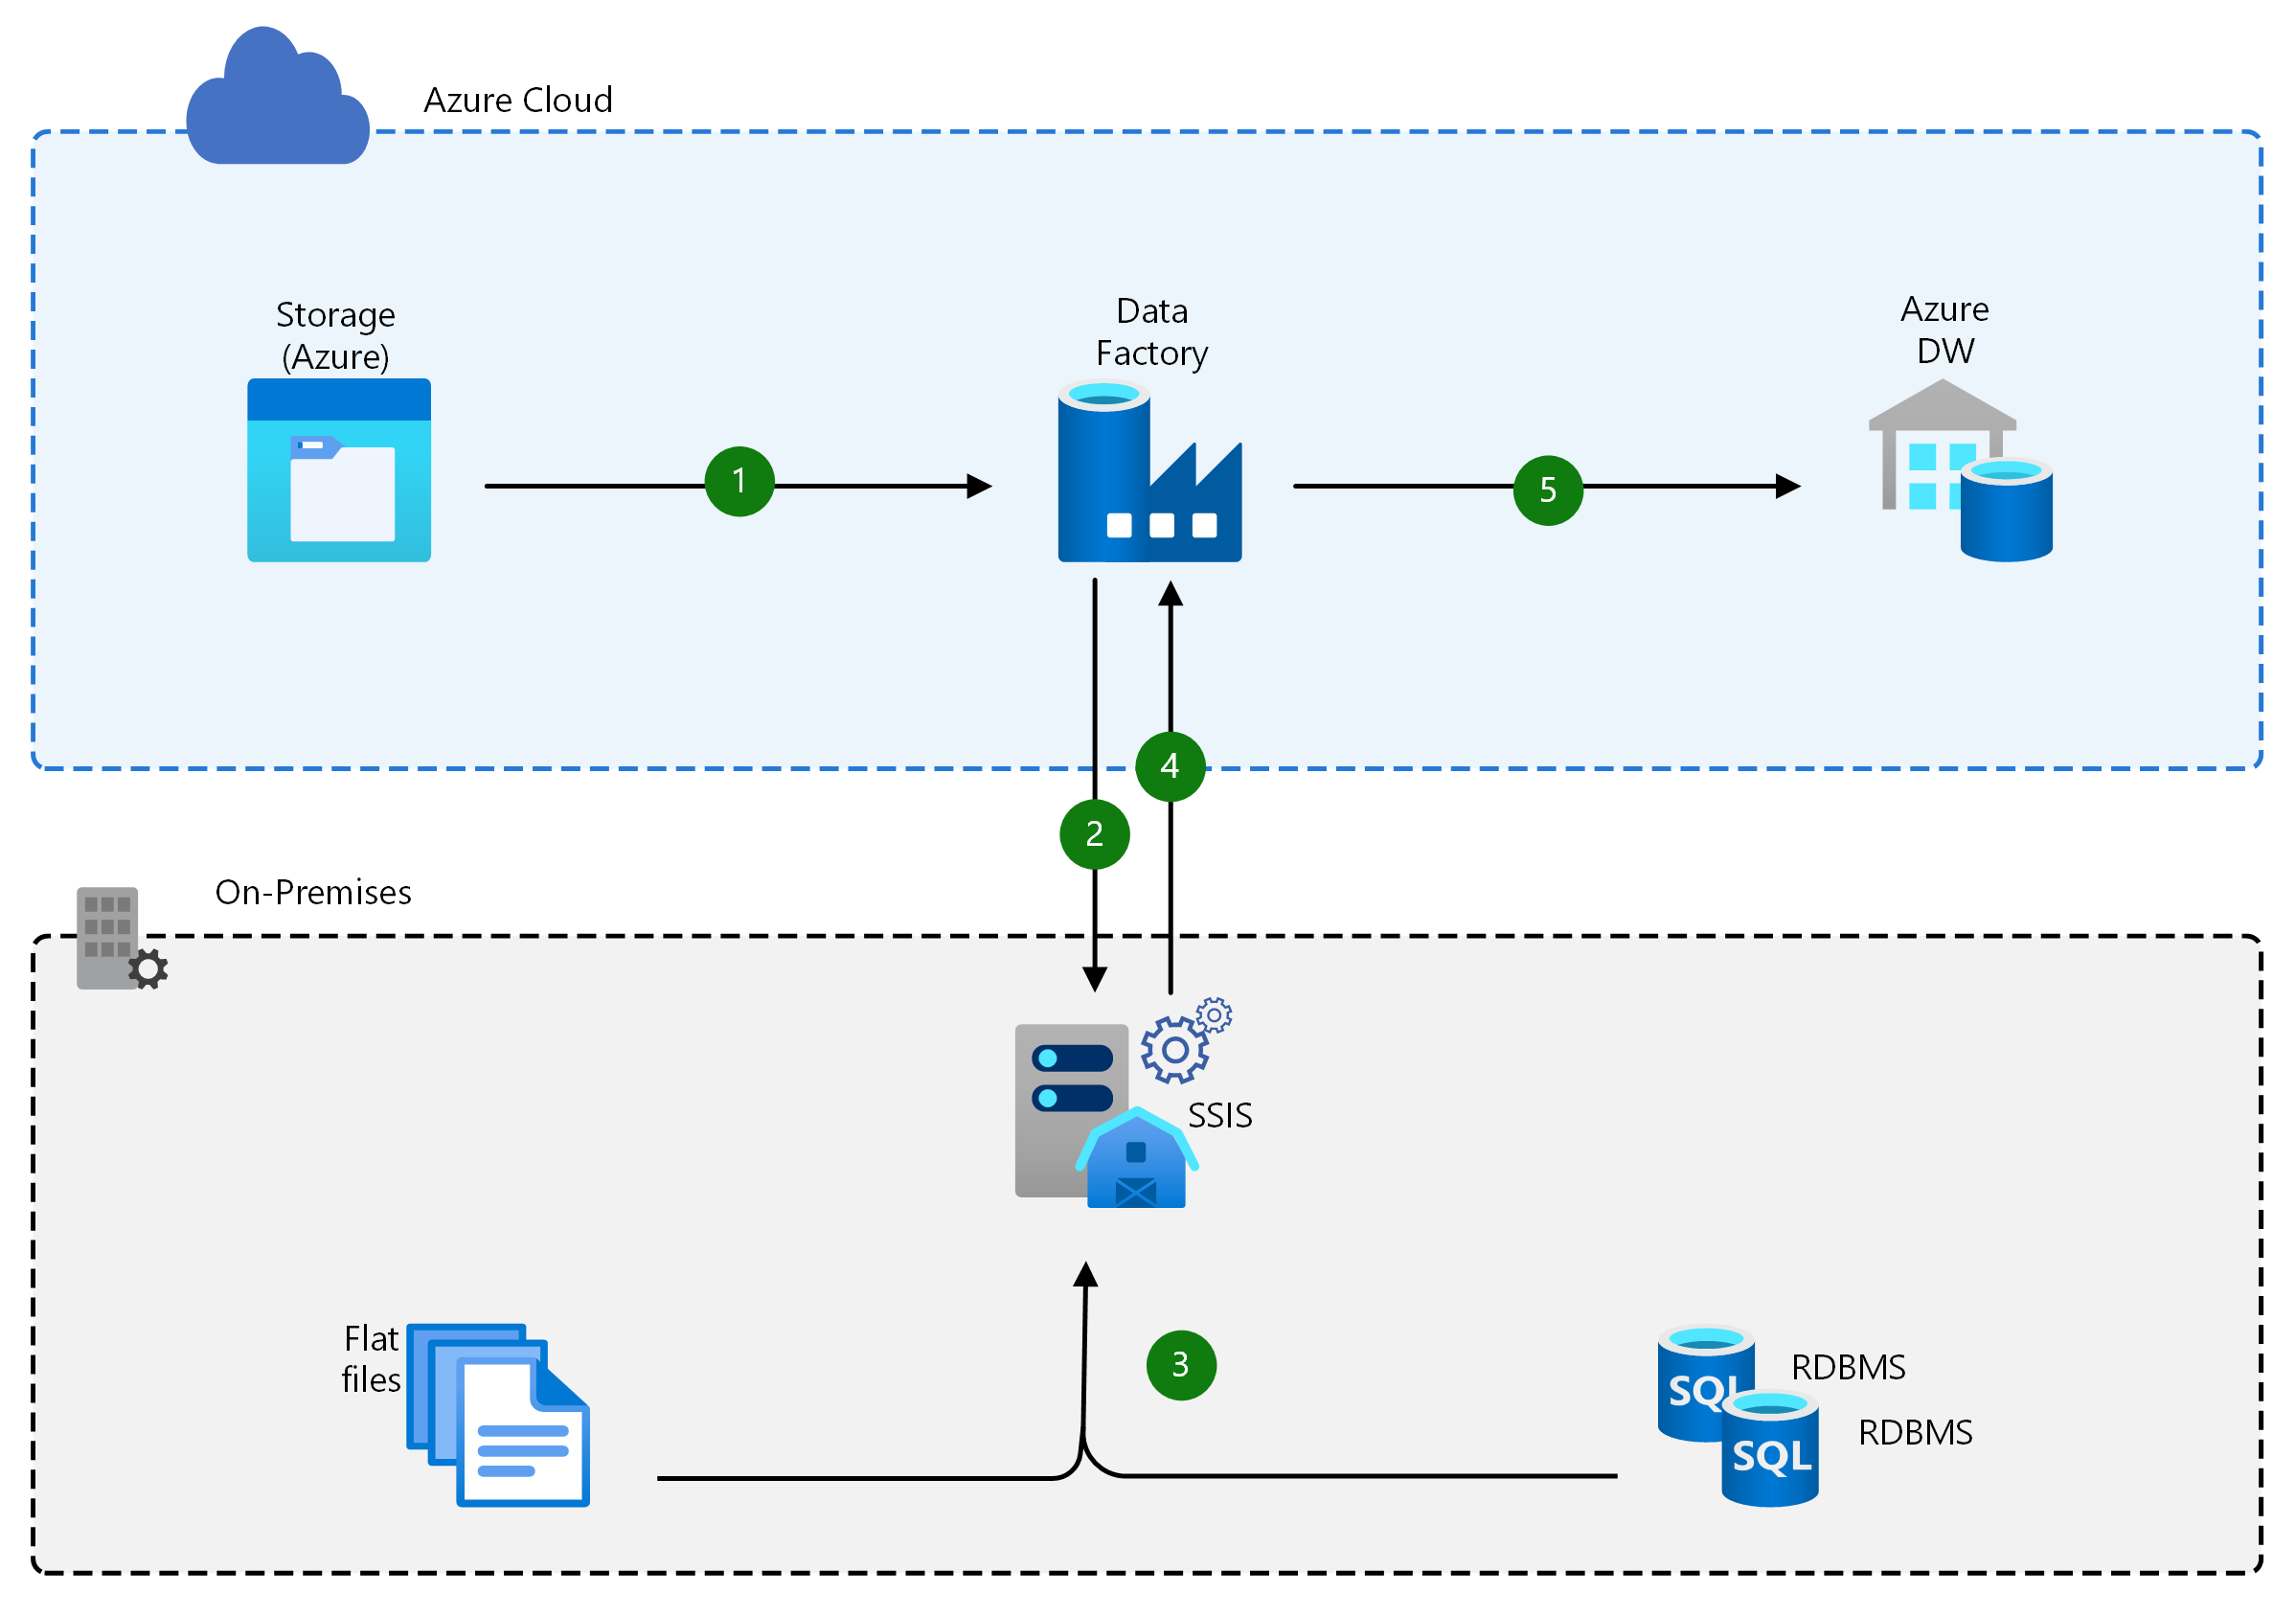 Azure Cloud
Storage
(Azure)
Data
Factory
Azure
DW
1
5
4
2
On-Premises
SSIS
3
Flat
files
SQL
RDBMS
SQL
RDBMS